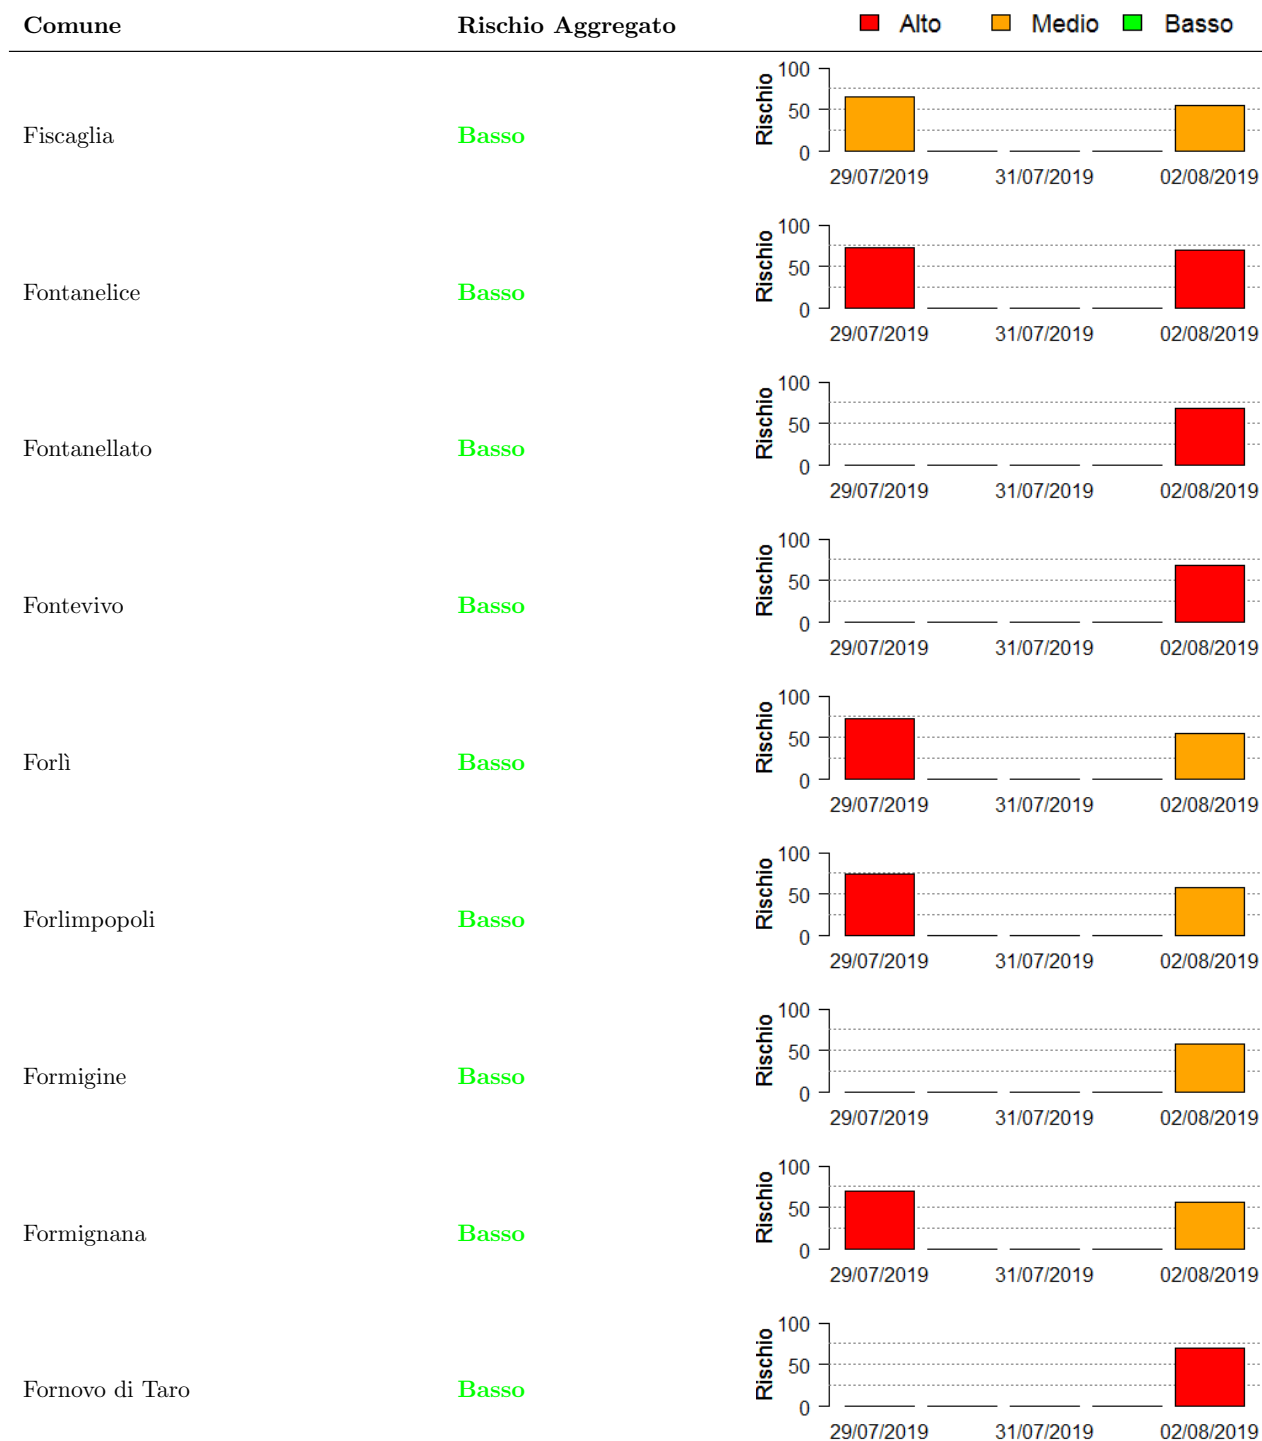 Comune Rischio Aggregato Alto Medio Basso
100
50
0
Rischio
Fiscaglia Basso
29/07/2019 31/07/2019 02/08/2019
100
50
0
Rischio
Fontanelice Basso
29/07/2019 31/07/2019 02/08/2019
100
50
0
Rischio
Fontanellato Basso
29/07/2019 31/07/2019 02/08/2019
100
50
0
Rischio
Fontevivo Basso
29/07/2019 31/07/2019 02/08/2019
100
50
0
Rischio
Forlì Basso
29/07/2019 31/07/2019 02/08/2019
100
50
0
Rischio
Forlimpopoli Basso
29/07/2019 31/07/2019 02/08/2019
100
50
0
Rischio
Formigine Basso
29/07/2019 31/07/2019 02/08/2019
100
50
0
Rischio
Formignana Basso
29/07/2019 31/07/2019 02/08/2019
100
50
0
Rischio
Fornovo di Taro Basso
29/07/2019 31/07/2019 02/08/2019